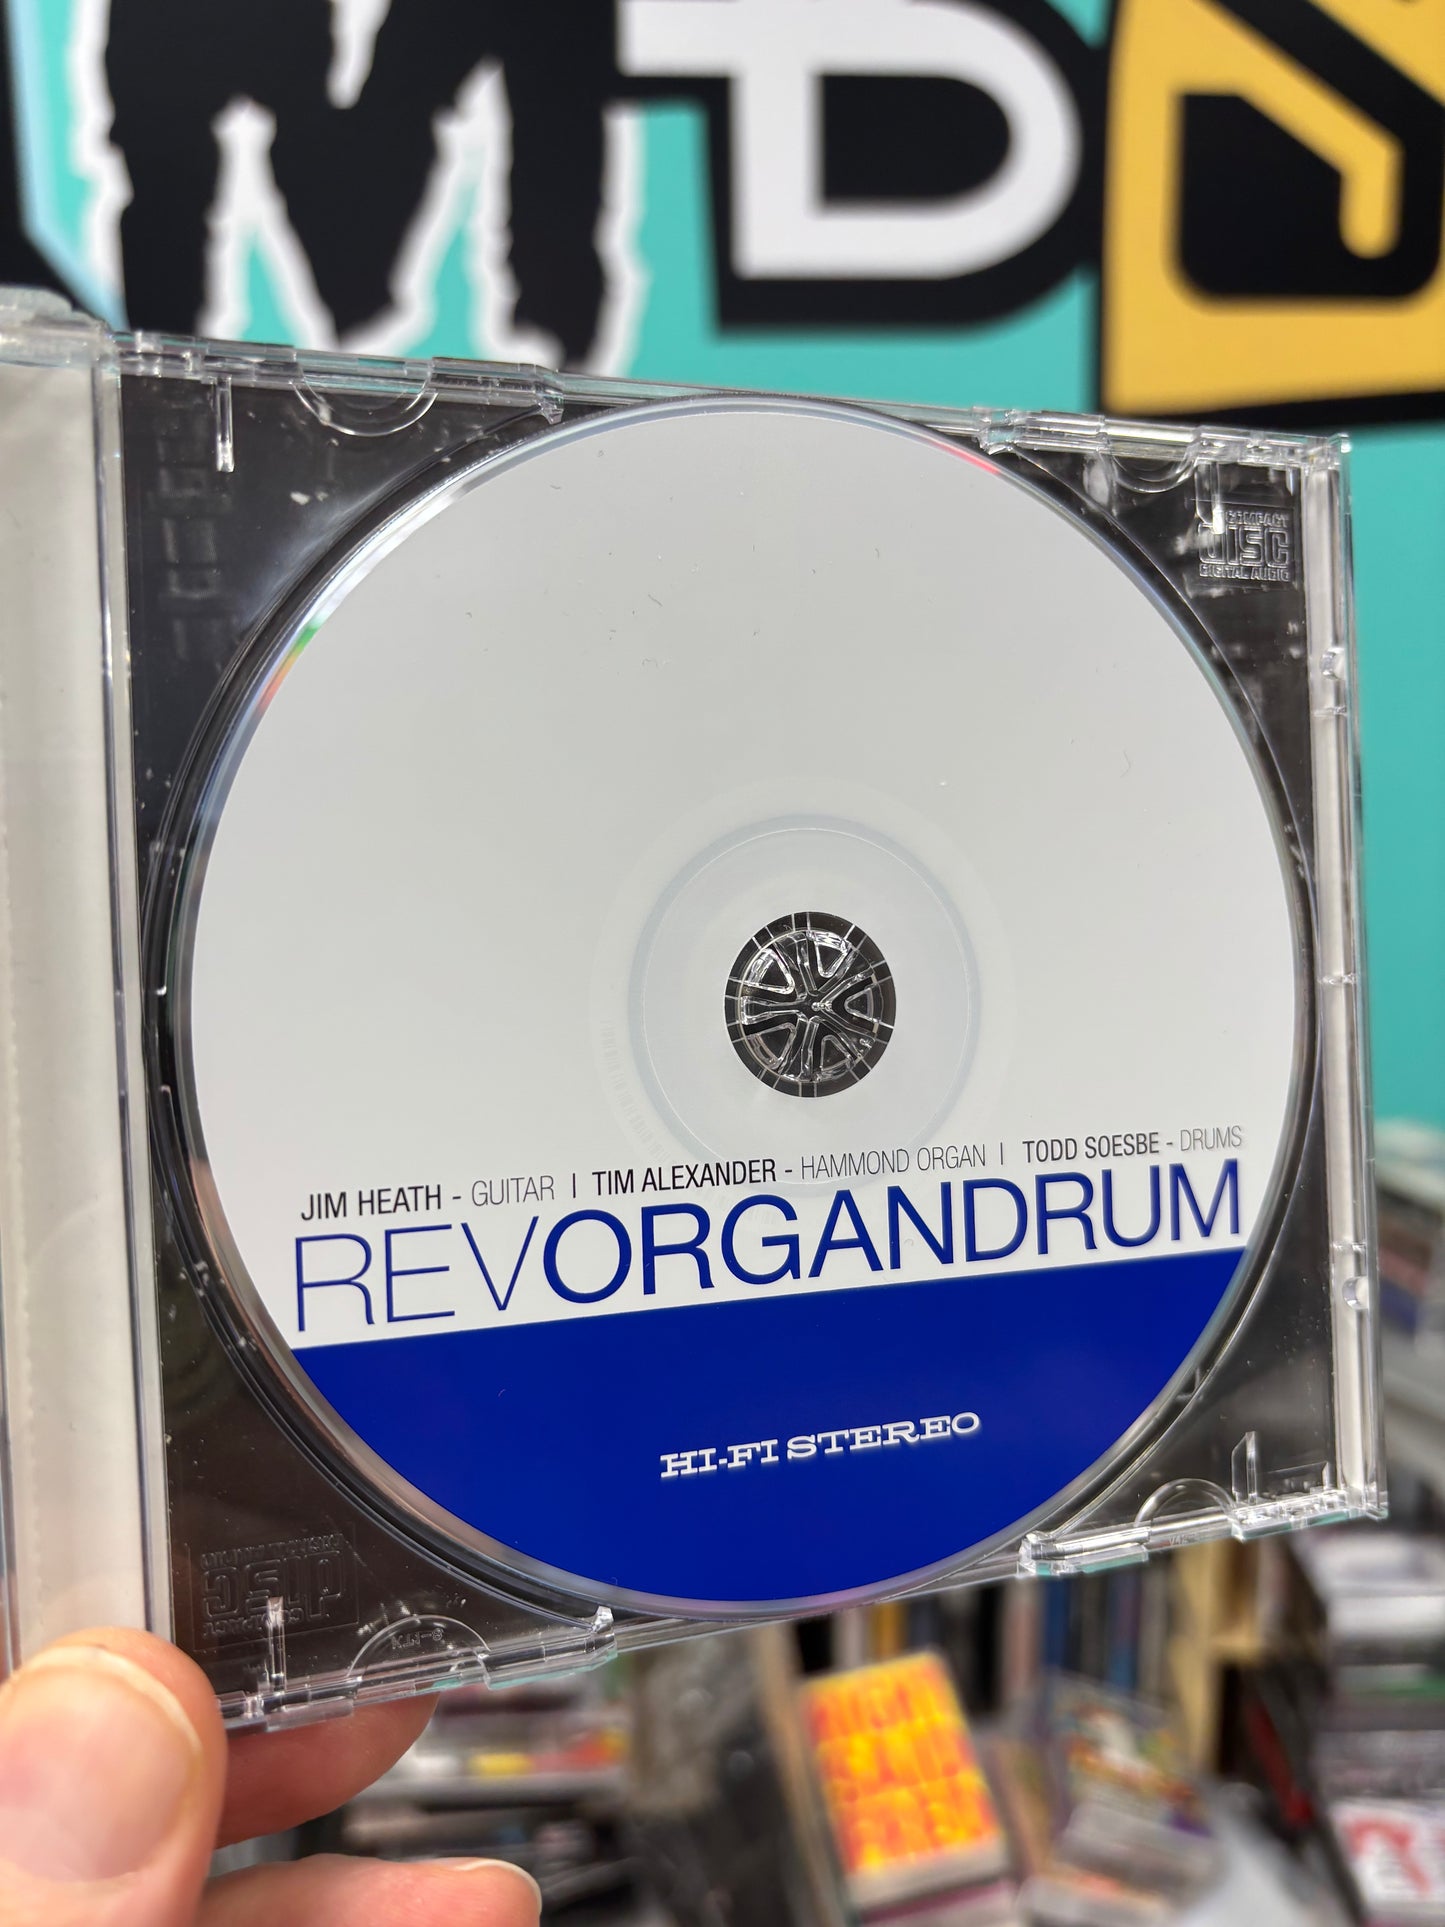 COMPACT
disc
DIGITAL AUDIO
JIM HEATH - GUITAR | TIM ALEXANDER - HAMMOND ORGAN | TODD SOESBE - DRUMS
REVORGANDRUM
HI-FI STEREO